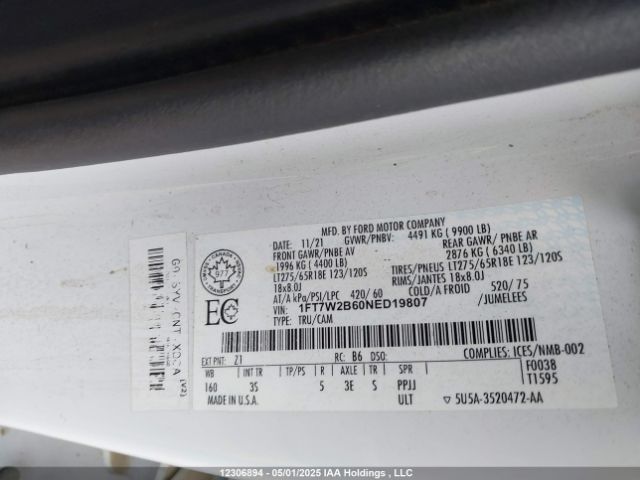 MFD. BY FORD MOTOR COMPANY
DATE: 11/21 GVWR/PNBV: 4491 KG ( 9900 LB)
FRONT GAWR/PNBE AV REAR GAWR/ PNBE AR
1996 KG ( 4400 LB) 2876 KG ( 6340 LB)
LT275/65R18E 123/120S TIRES/PNEUS LT275/65R18E 123/120S
18x8.0J RIMS/JANTES 18x8.0J
AT/A kPa/PSI/LPC 420/ 60 COLD/A FROID 520/ 75
VIN: 1FT7W2B60NED19807 /JUMELEES
TYPE: TRU/CAM
CANADA
EC
EXT PNT: Z1 RC: B6 DSO: COMPLIES: ICES/NMB-002
WB INT TR TP/PS R AXLE TR SPR F0038
160 3S 5 3E S PPJJ T1595
MADE IN U.S.A. ULT ▽ 5U5A-3520472-AA
12306894 - 05/01/2025 IAA Holdings , LLC